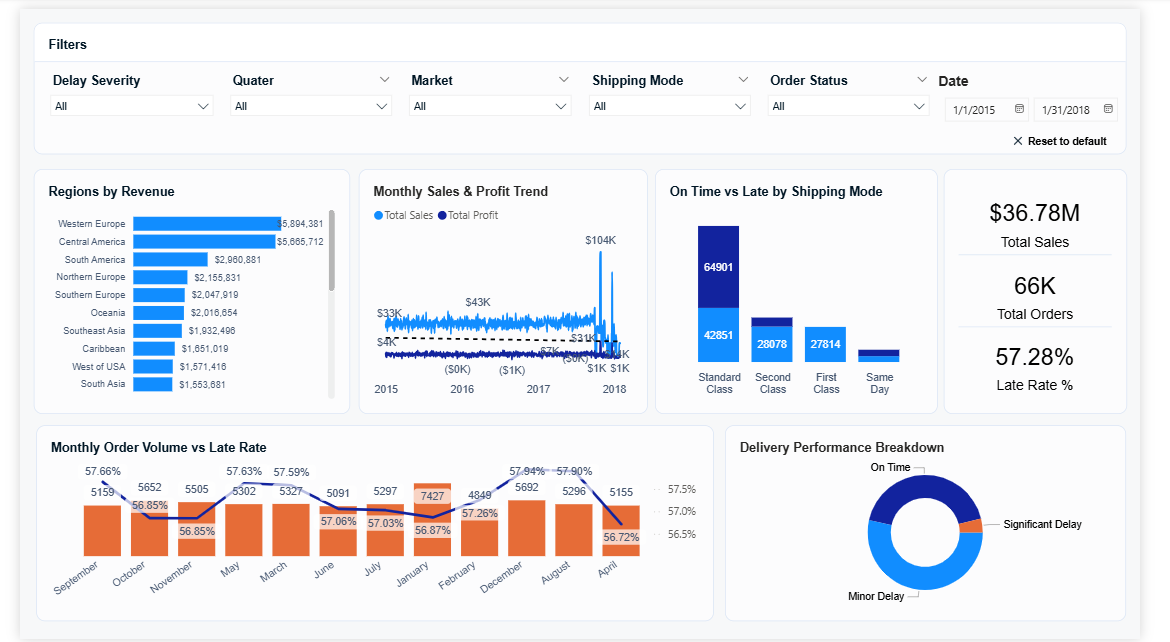 Filters
Delay Severity
All
Quater
All
Market
All
Shipping Mode
All
Order Status
All
Date
1/1/2015
1/31/2018
Reset to default
Regions by Revenue
Western Europe $5,894,381
Central America $5,665,712
South America $2,960,881
Northern Europe $2,155,831
Southern Europe $2,047,919
Oceania $2,016,654
Southeast Asia $1,932,496
Caribbean $1,651,019
West of USA $1,571,416
South Asia $1,553,681
Monthly Sales & Profit Trend
Total Sales Total Profit
$104K
$43K
$33K
$31K
$4K
$7K
($0K)
($0K)
($1K)
$1K $1K
2015 2016 2017 2018
On Time vs Late by Shipping Mode
64901
42851
28078
27814
Standard Class
Second Class
First Class
Same Day
$36.78M
Total Sales
66K
Total Orders
57.28%
Late Rate %
Monthly Order Volume vs Late Rate
57.66% 57.63% 57.59% 57.94% 57.90%
5159 5652 5505 5302 5327 5091 5297 7427 4849 5692 5296 5155
56.85% 56.85% 57.06% 57.03% 56.87% 57.26% 56.72%
57.5%
57.0%
56.5%
September October November May March June July January February December August April
Delivery Performance Breakdown
On Time
Significant Delay
Minor Delay